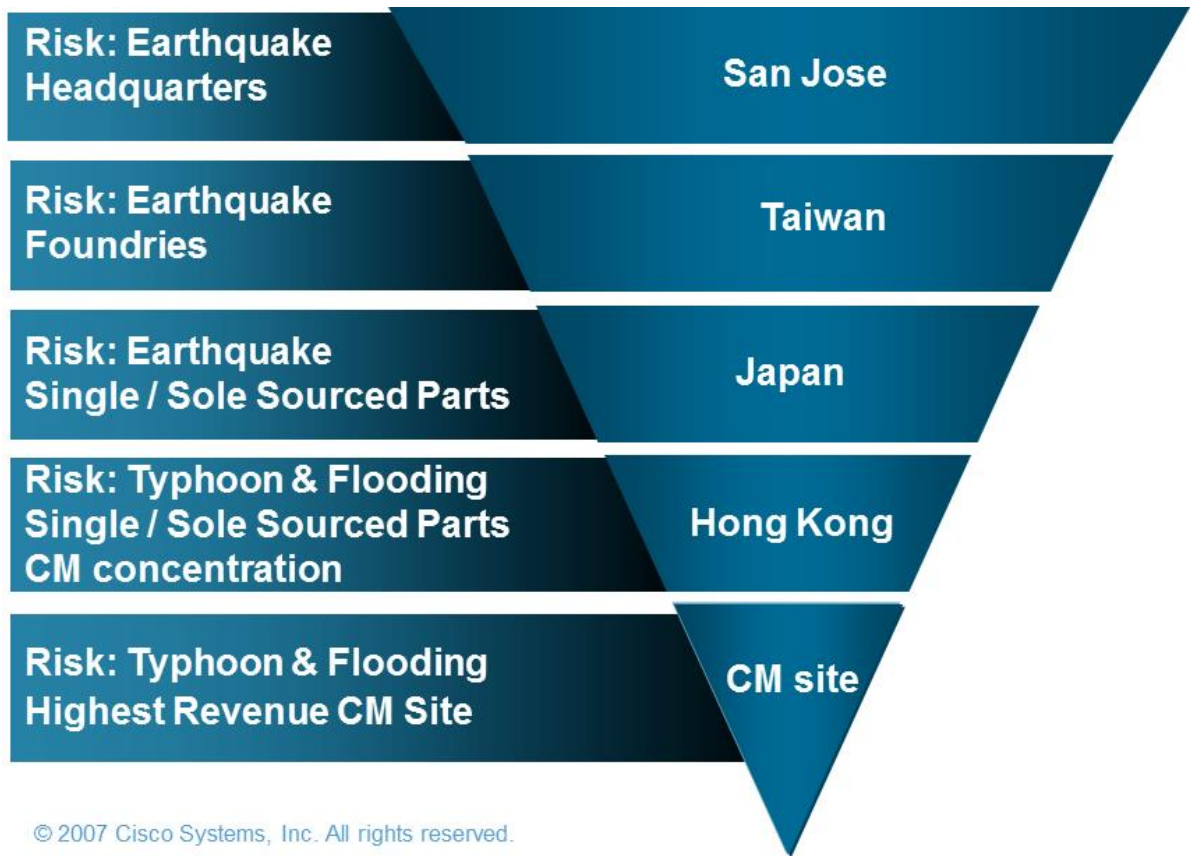 Risk: Earthquake
Headquarters
San Jose
Risk: Earthquake
Foundries
Taiwan
Risk: Earthquake
Single / Sole Sourced Parts
Japan
Risk: Typhoon & Flooding
Single / Sole Sourced Parts
CM concentration
Hong Kong
Risk: Typhoon & Flooding
Highest Revenue CM Site
CM site
© 2007 Cisco Systems, Inc. All rights reserved.